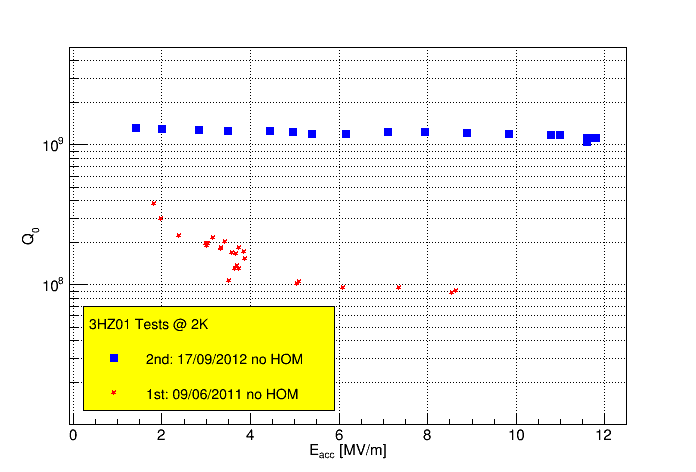 Q₀
10⁹
10⁸
3HZ01 Tests @ 2K
2nd: 17/09/2012 no HOM
1st: 09/06/2011 no HOM
0 2 4 6 8 10 12
E_acc [MV/m]